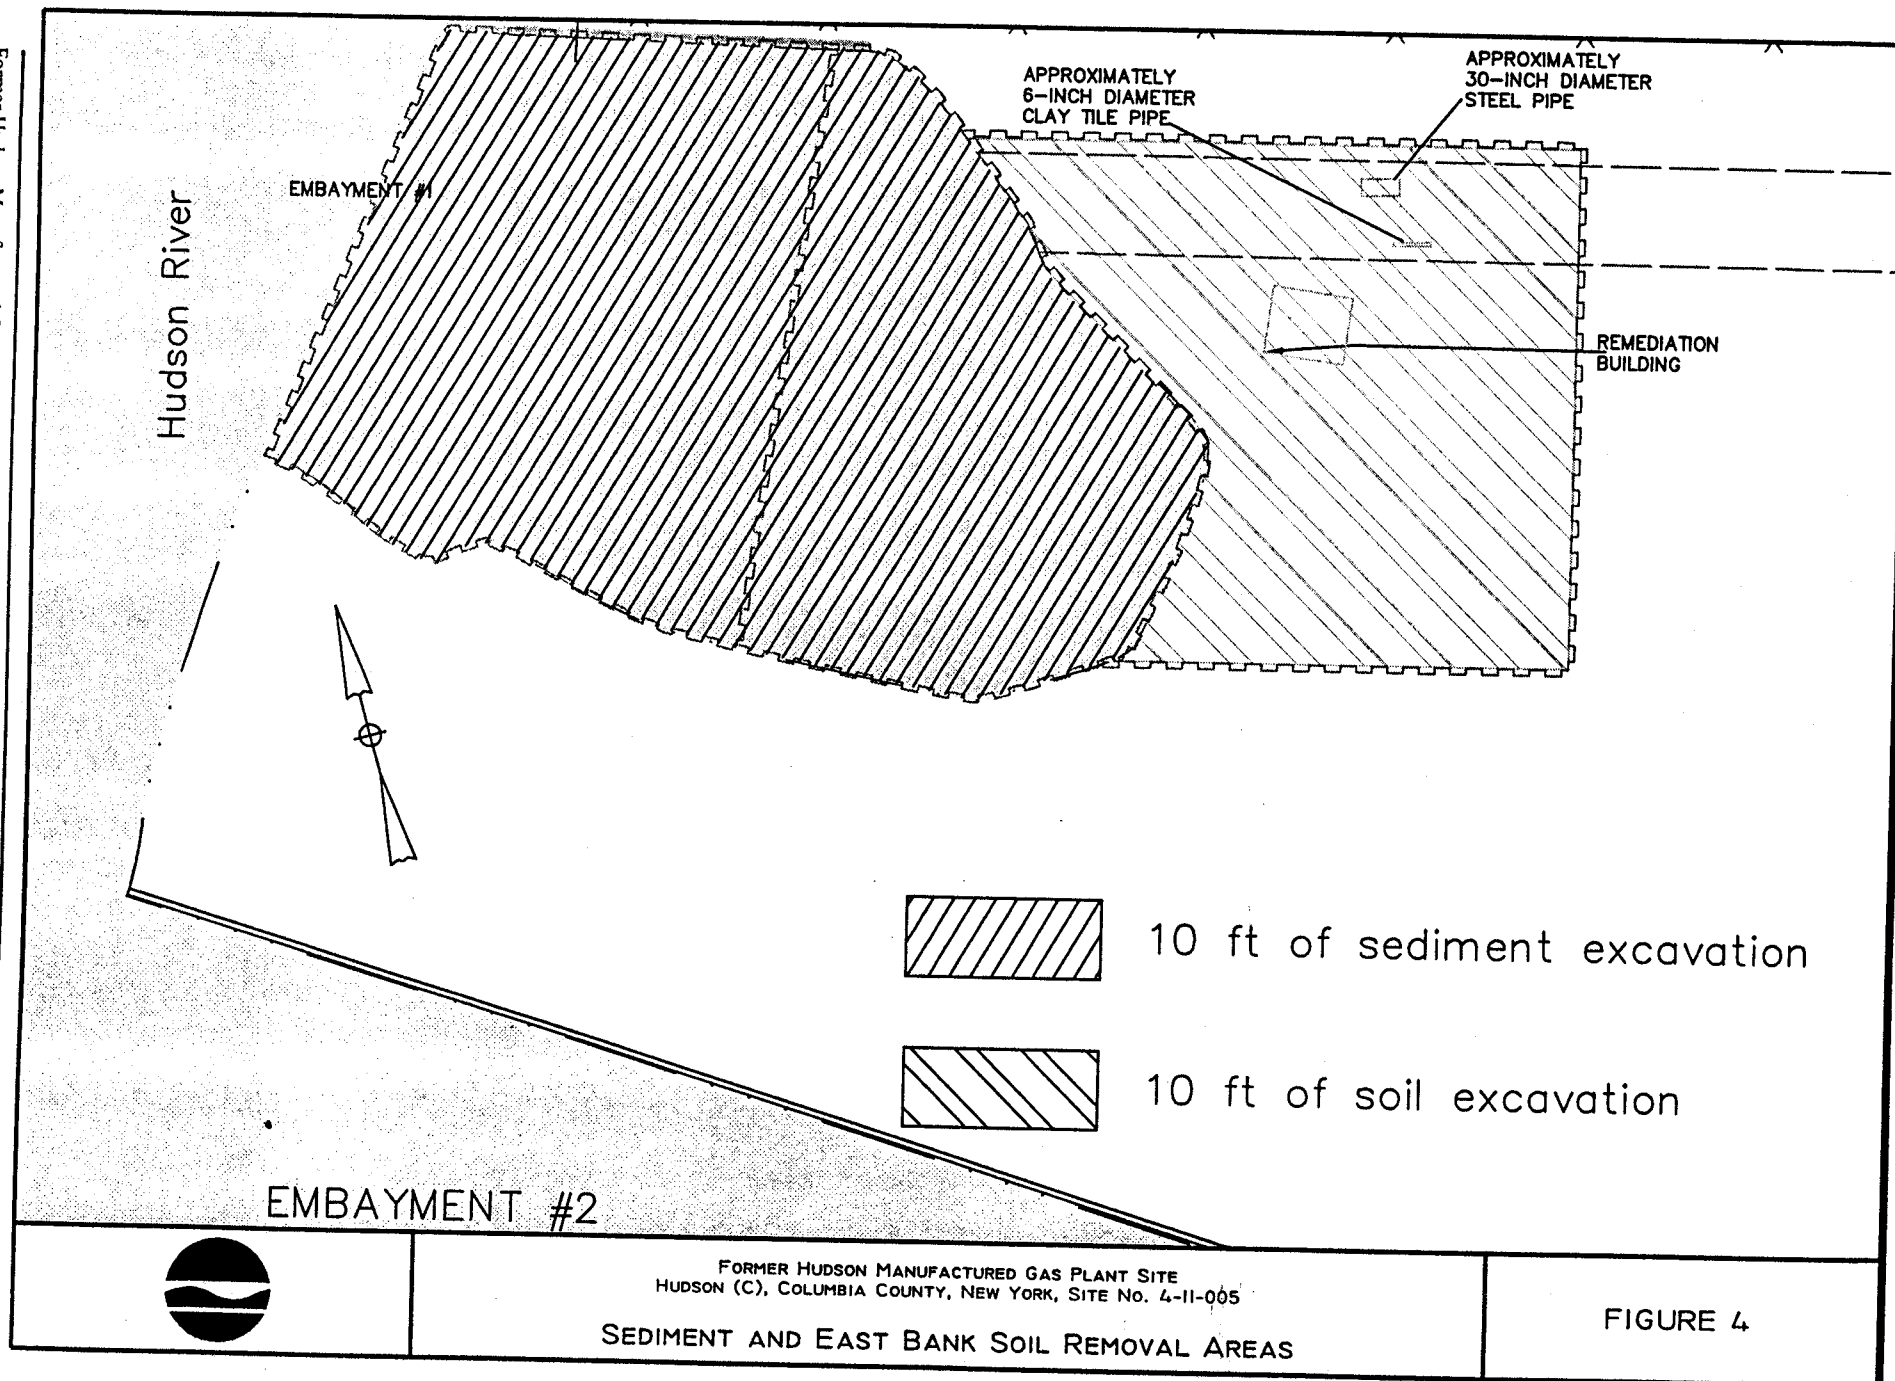 APPROXIMATELY
6-INCH DIAMETER
CLAY TILE PIPE
APPROXIMATELY
30-INCH DIAMETER
STEEL PIPE
EMBAYMENT #1
Hudson River
REMEDIATION
BUILDING
10 ft of sediment excavation
10 ft of soil excavation
EMBAYMENT #2
FORMER HUDSON MANUFACTURED GAS PLANT SITE
HUDSON (C), COLUMBIA COUNTY, NEW YORK, SITE NO. 4-11-005
SEDIMENT AND EAST BANK SOIL REMOVAL AREAS
FIGURE 4